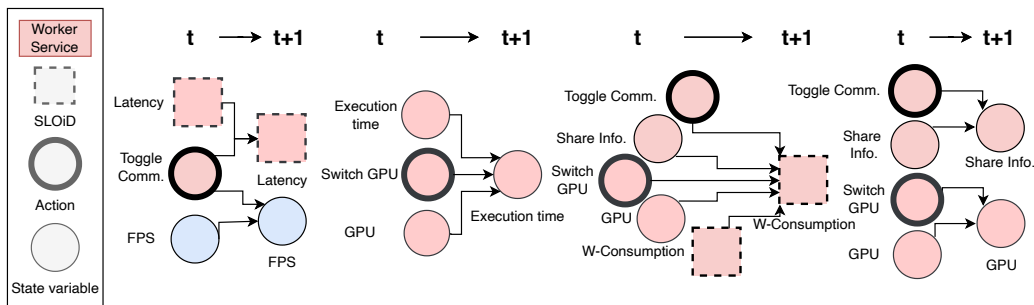 Worker
Service
SLOiD
Action
State variable
t
t+1
Latency
Toggle
Comm.
Latency
FPS
FPS
t
t+1
Execution
time
Switch GPU
Execution time
GPU
t
t+1
Toggle Comm.
Share Info.
Switch
GPU
GPU
W-Consumption
W-Consumption
t
t+1
Toggle Comm.
Share
Info.
Share Info.
Switch
GPU
GPU
GPU